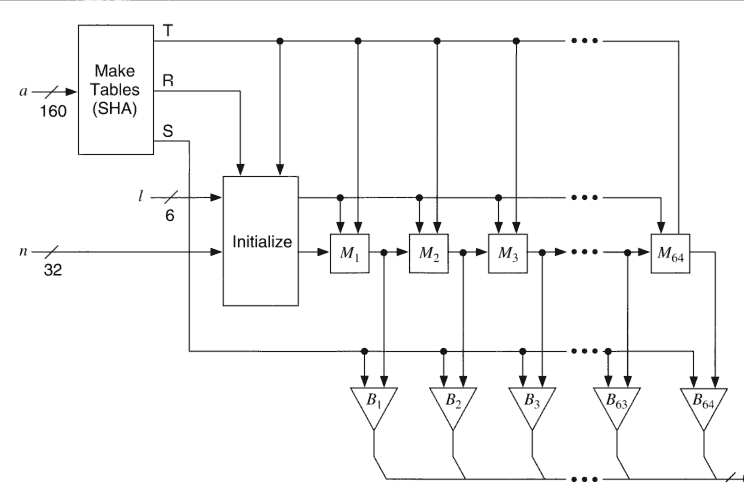 T
Make
Tables
(SHA)
R
a
160
S
l
6
Initialize
M1 M2 M3 M64
n
32
B1 B2 B3 B63 B64